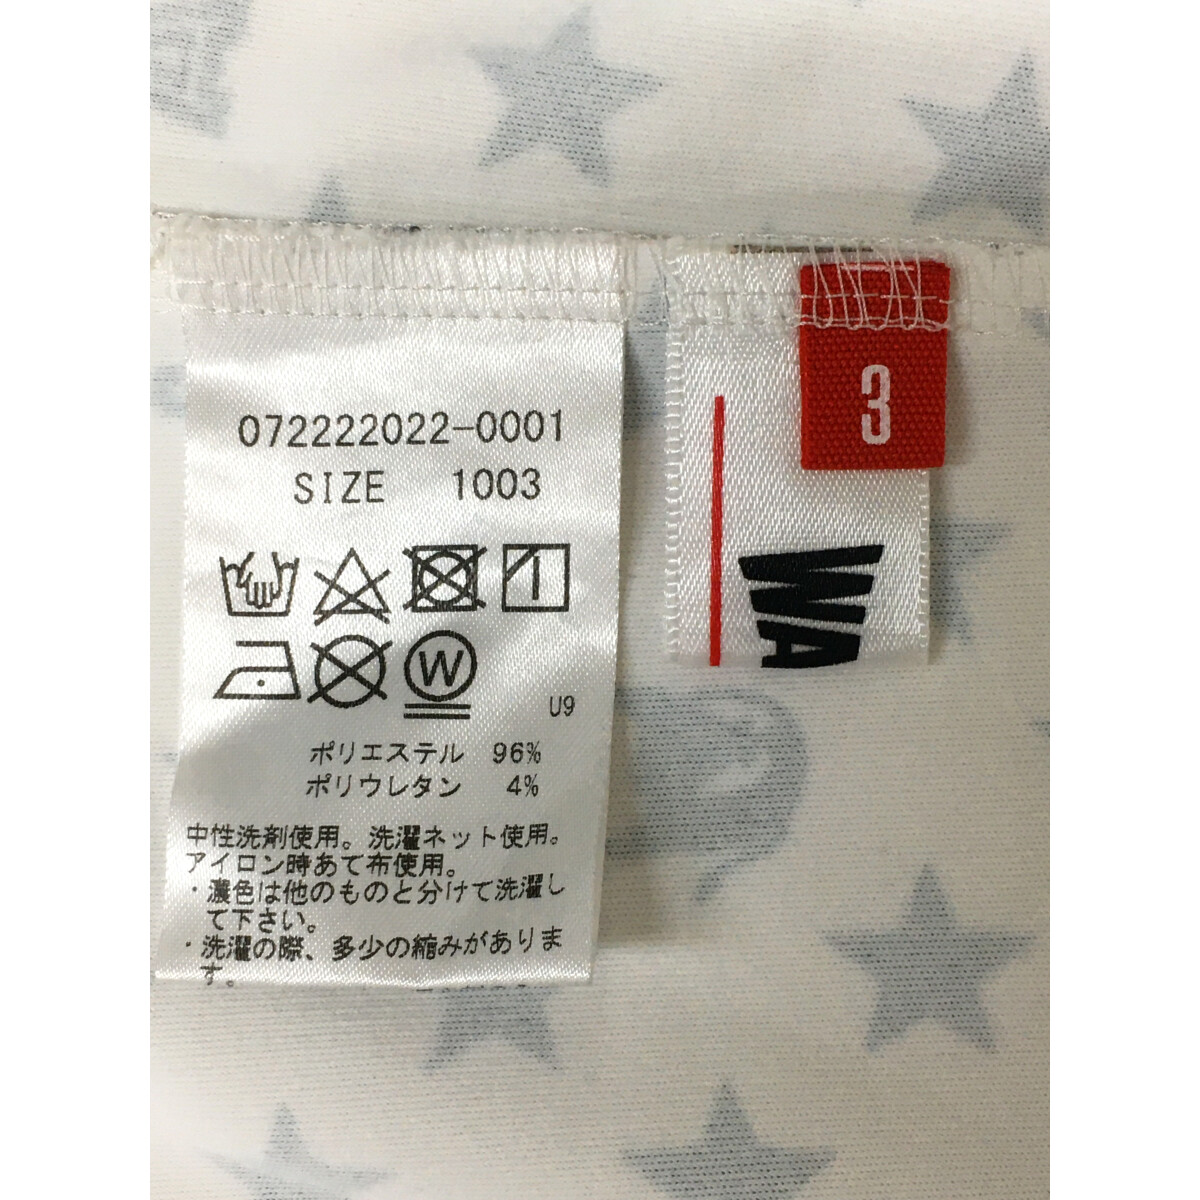 072222022-0001
SIZE 1003
W
U9
ポリエステル 96%
ポリウレタン 4%
中性洗剤使用。洗濯ネット使用。
アイロン時あて布使用。
・濃色は他のものと分けて洗濯し
て下さい。
・洗濯の際、多少の縮みがありま
す。
3
WA